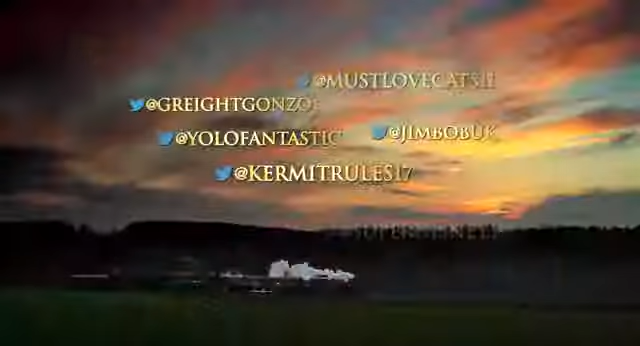 @MUSTLOVECATS11
@GREIGHTGONZO
@YOLOFANTASTIC
@JIMBOBUK
@KERMITRULES17